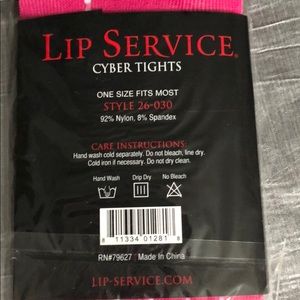 LIP SERVICE®
CYBER TIGHTS
ONE SIZE FITS MOST
STYLE 26-030
92% Nylon, 8% Spandex
CARE INSTRUCTIONS:
Hand wash cold separately. Do not bleach, line dry.
Cold iron if necessary. Do not dry clean.
Hand Wash Drip Dry No Bleach
8 11334 01281 8
RN#79627 Made in China
LIP-SERVICE.COM